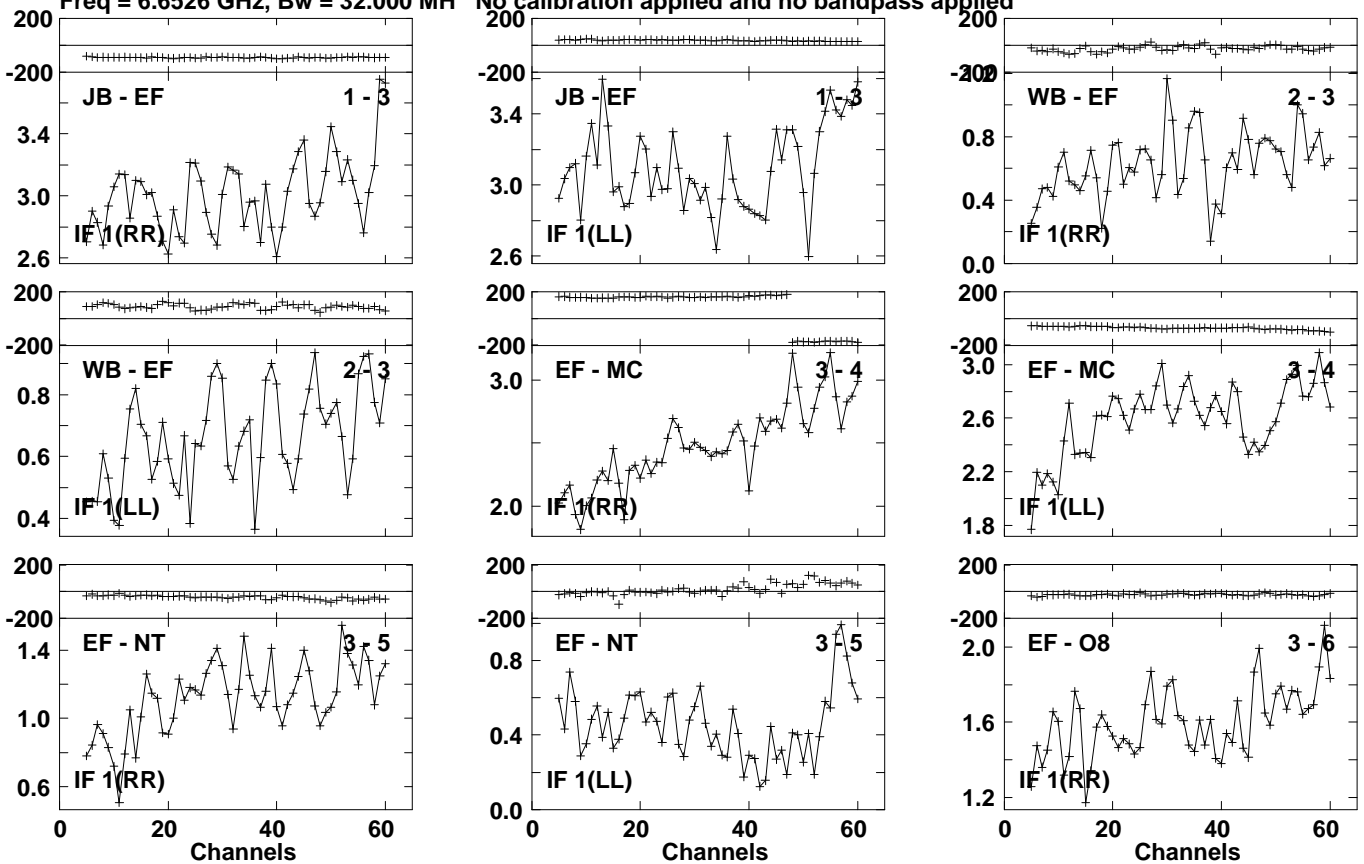 Freq = 6.6526 GHz, Bw = 32.000 MH No calibration applied and no bandpass applied
200
-200
JB - EF 1 - 3
3.4
3.0
2.6
IF 1(RR)
JB - EF 1 - 3
3.4
3.0
2.6
IF 1(LL)
200
-200
1.2
WB - EF 2 - 3
0.8
0.4
0.0
IF 1(RR)
-200
WB - EF 2 - 3
0.8
0.6
0.4
IF 1(LL)
200
-200
EF - MC 3 - 4
3.0
2.0
IF 1(RR)
200
-200
EF - MC 3 - 4
3.0
2.6
2.2
1.8
IF 1(LL)
200
-200
EF - NT 3 - 5
1.4
1.0
0.6
IF 1(RR)
0 20 40 60
Channels
200
-200
EF - NT 3 - 5
0.8
0.4
0.0
IF 1(LL)
200
-200
EF - O8 3 - 6
2.0
1.6
1.2
IF 1(RR)
0 20 40 60
Channels